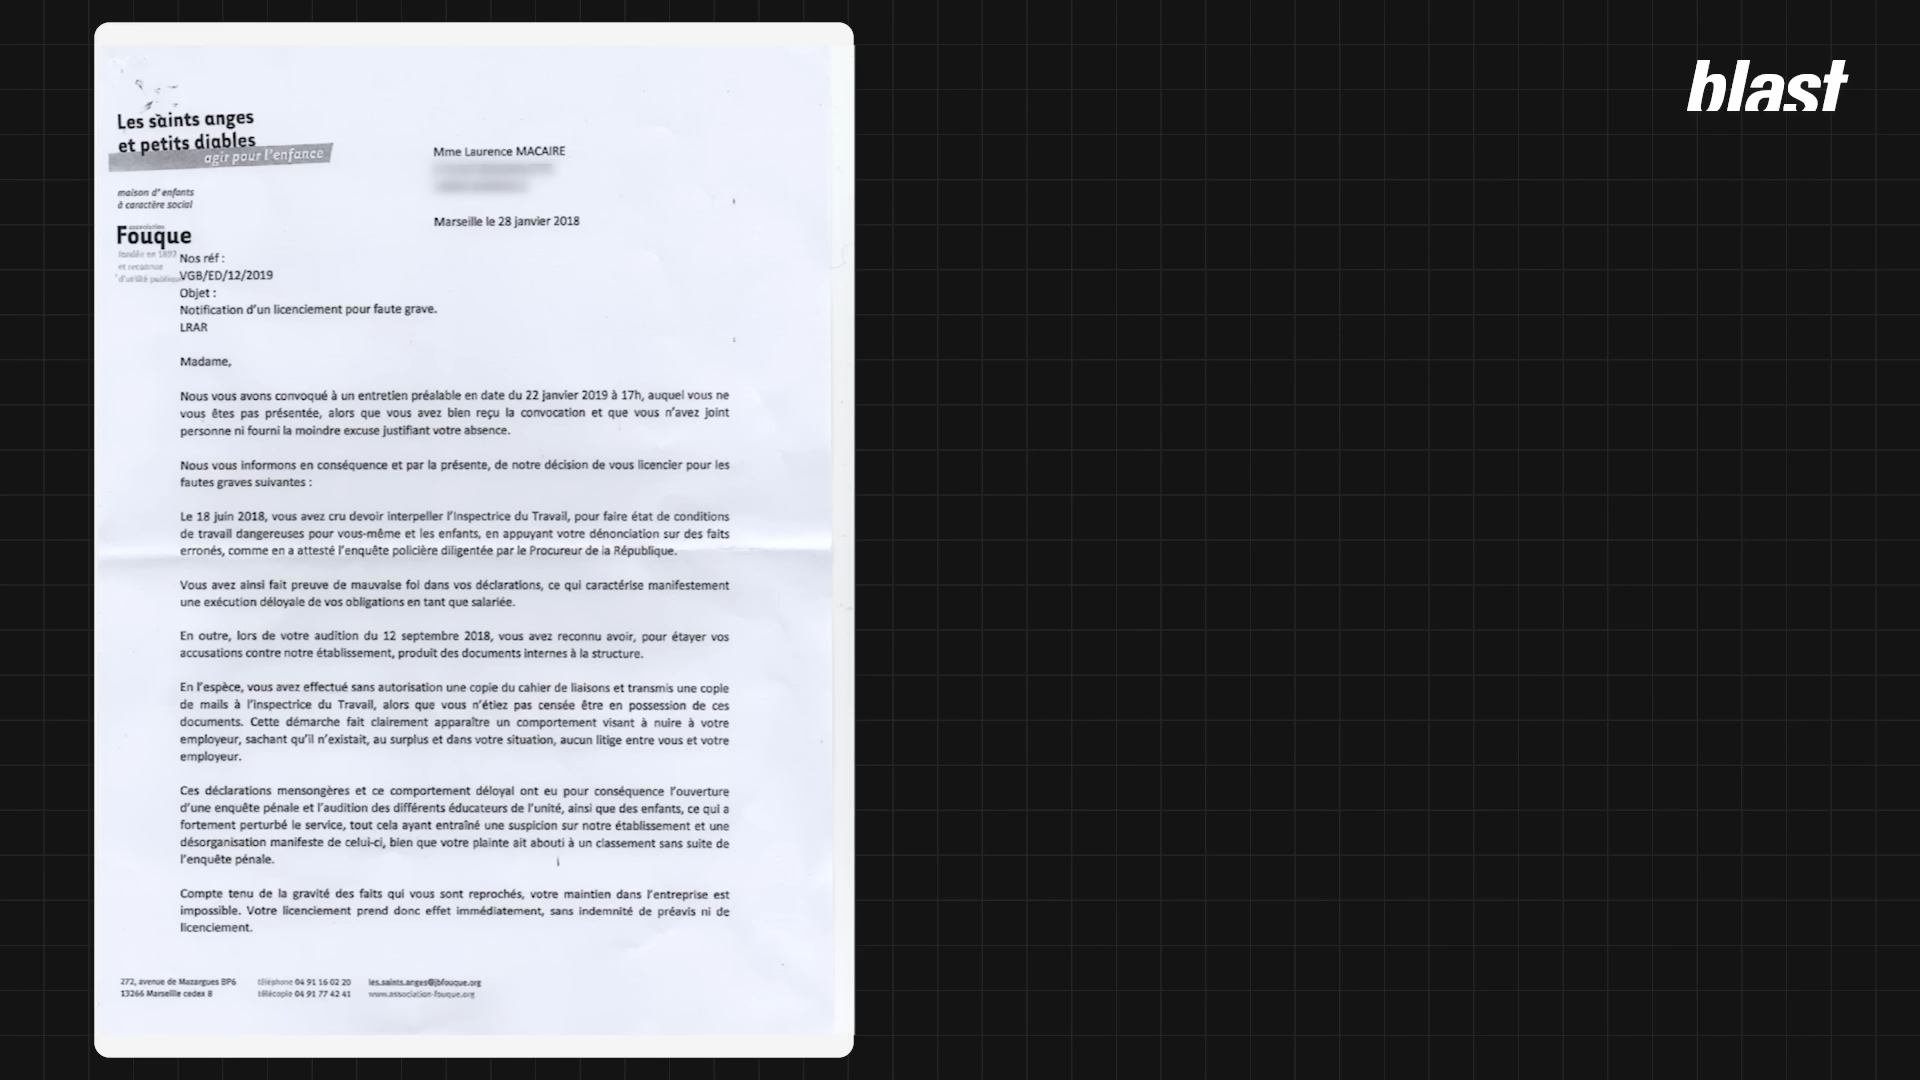 blast
Les saints anges
et petits diables
agir pour l'enfance
maison d'enfants
à caractère social
association
Fouque
fondée en 1892
et reconnue
d'utilité publique
Mme Laurence MACAIRE
Marseille le 28 janvier 2018
Nos réf :
VGB/ED/12/2019
Objet :
Notification d'un licenciement pour faute grave.
LRAR
Madame,
Nous vous avons convoqué à un entretien préalable en date du 22 janvier 2019 à 17h, auquel vous ne
vous êtes pas présentée, alors que vous avez bien reçu la convocation et que vous n'avez joint
personne ni fourni la moindre excuse justifiant votre absence.
Nous vous informons en conséquence et par la présente, de notre décision de vous licencier pour les
fautes graves suivantes :
Le 18 juin 2018, vous avez cru devoir interpeller l'Inspectrice du Travail, pour faire état de conditions
de travail dangereuses pour vous-même et les enfants, en appuyant votre dénonciation sur des faits
erronés, comme en a attesté l'enquête policière diligentée par le Procureur de la République.
Vous avez ainsi fait preuve de mauvaise foi dans vos déclarations, ce qui caractérise manifestement
une exécution déloyale de vos obligations en tant que salariée.
En outre, lors de votre audition du 12 septembre 2018, vous avez reconnu avoir, pour étayer vos
accusations contre notre établissement, produit des documents internes à la structure.
En l'espèce, vous avez effectué sans autorisation une copie du cahier de liaisons et transmis une copie
de mails à l'Inspectrice du Travail, alors que vous n'étiez pas censée être en possession de ces
documents. Cette démarche fait clairement apparaître un comportement visant à nuire à votre
employeur, sachant qu'il n'existait, au surplus et dans votre situation, aucun litige entre vous et votre
employeur.
Ces déclarations mensongères et ce comportement déloyal ont eu pour conséquence l'ouverture
d'une enquête pénale et l'audition des différents éducateurs de l'unité, ainsi que des enfants, ce qui a
fortement perturbé le service, tout cela ayant entraîné une suspicion sur notre établissement et une
désorganisation manifeste de celui-ci, bien que votre plainte ait abouti à un classement sans suite de
l'enquête pénale.
Compte tenu de la gravité des faits qui vous sont reprochés, votre maintien dans l'entreprise est
impossible. Votre licenciement prend donc effet immédiatement, sans indemnité de préavis ni de
licenciement.
272, avenue de Mazargues BP6 téléphone 04 91 16 02 20 les.saints.anges@jbfouque.org
13266 Marseille cedex 8 télécopie 04 91 77 42 41 www.association-fouque.org